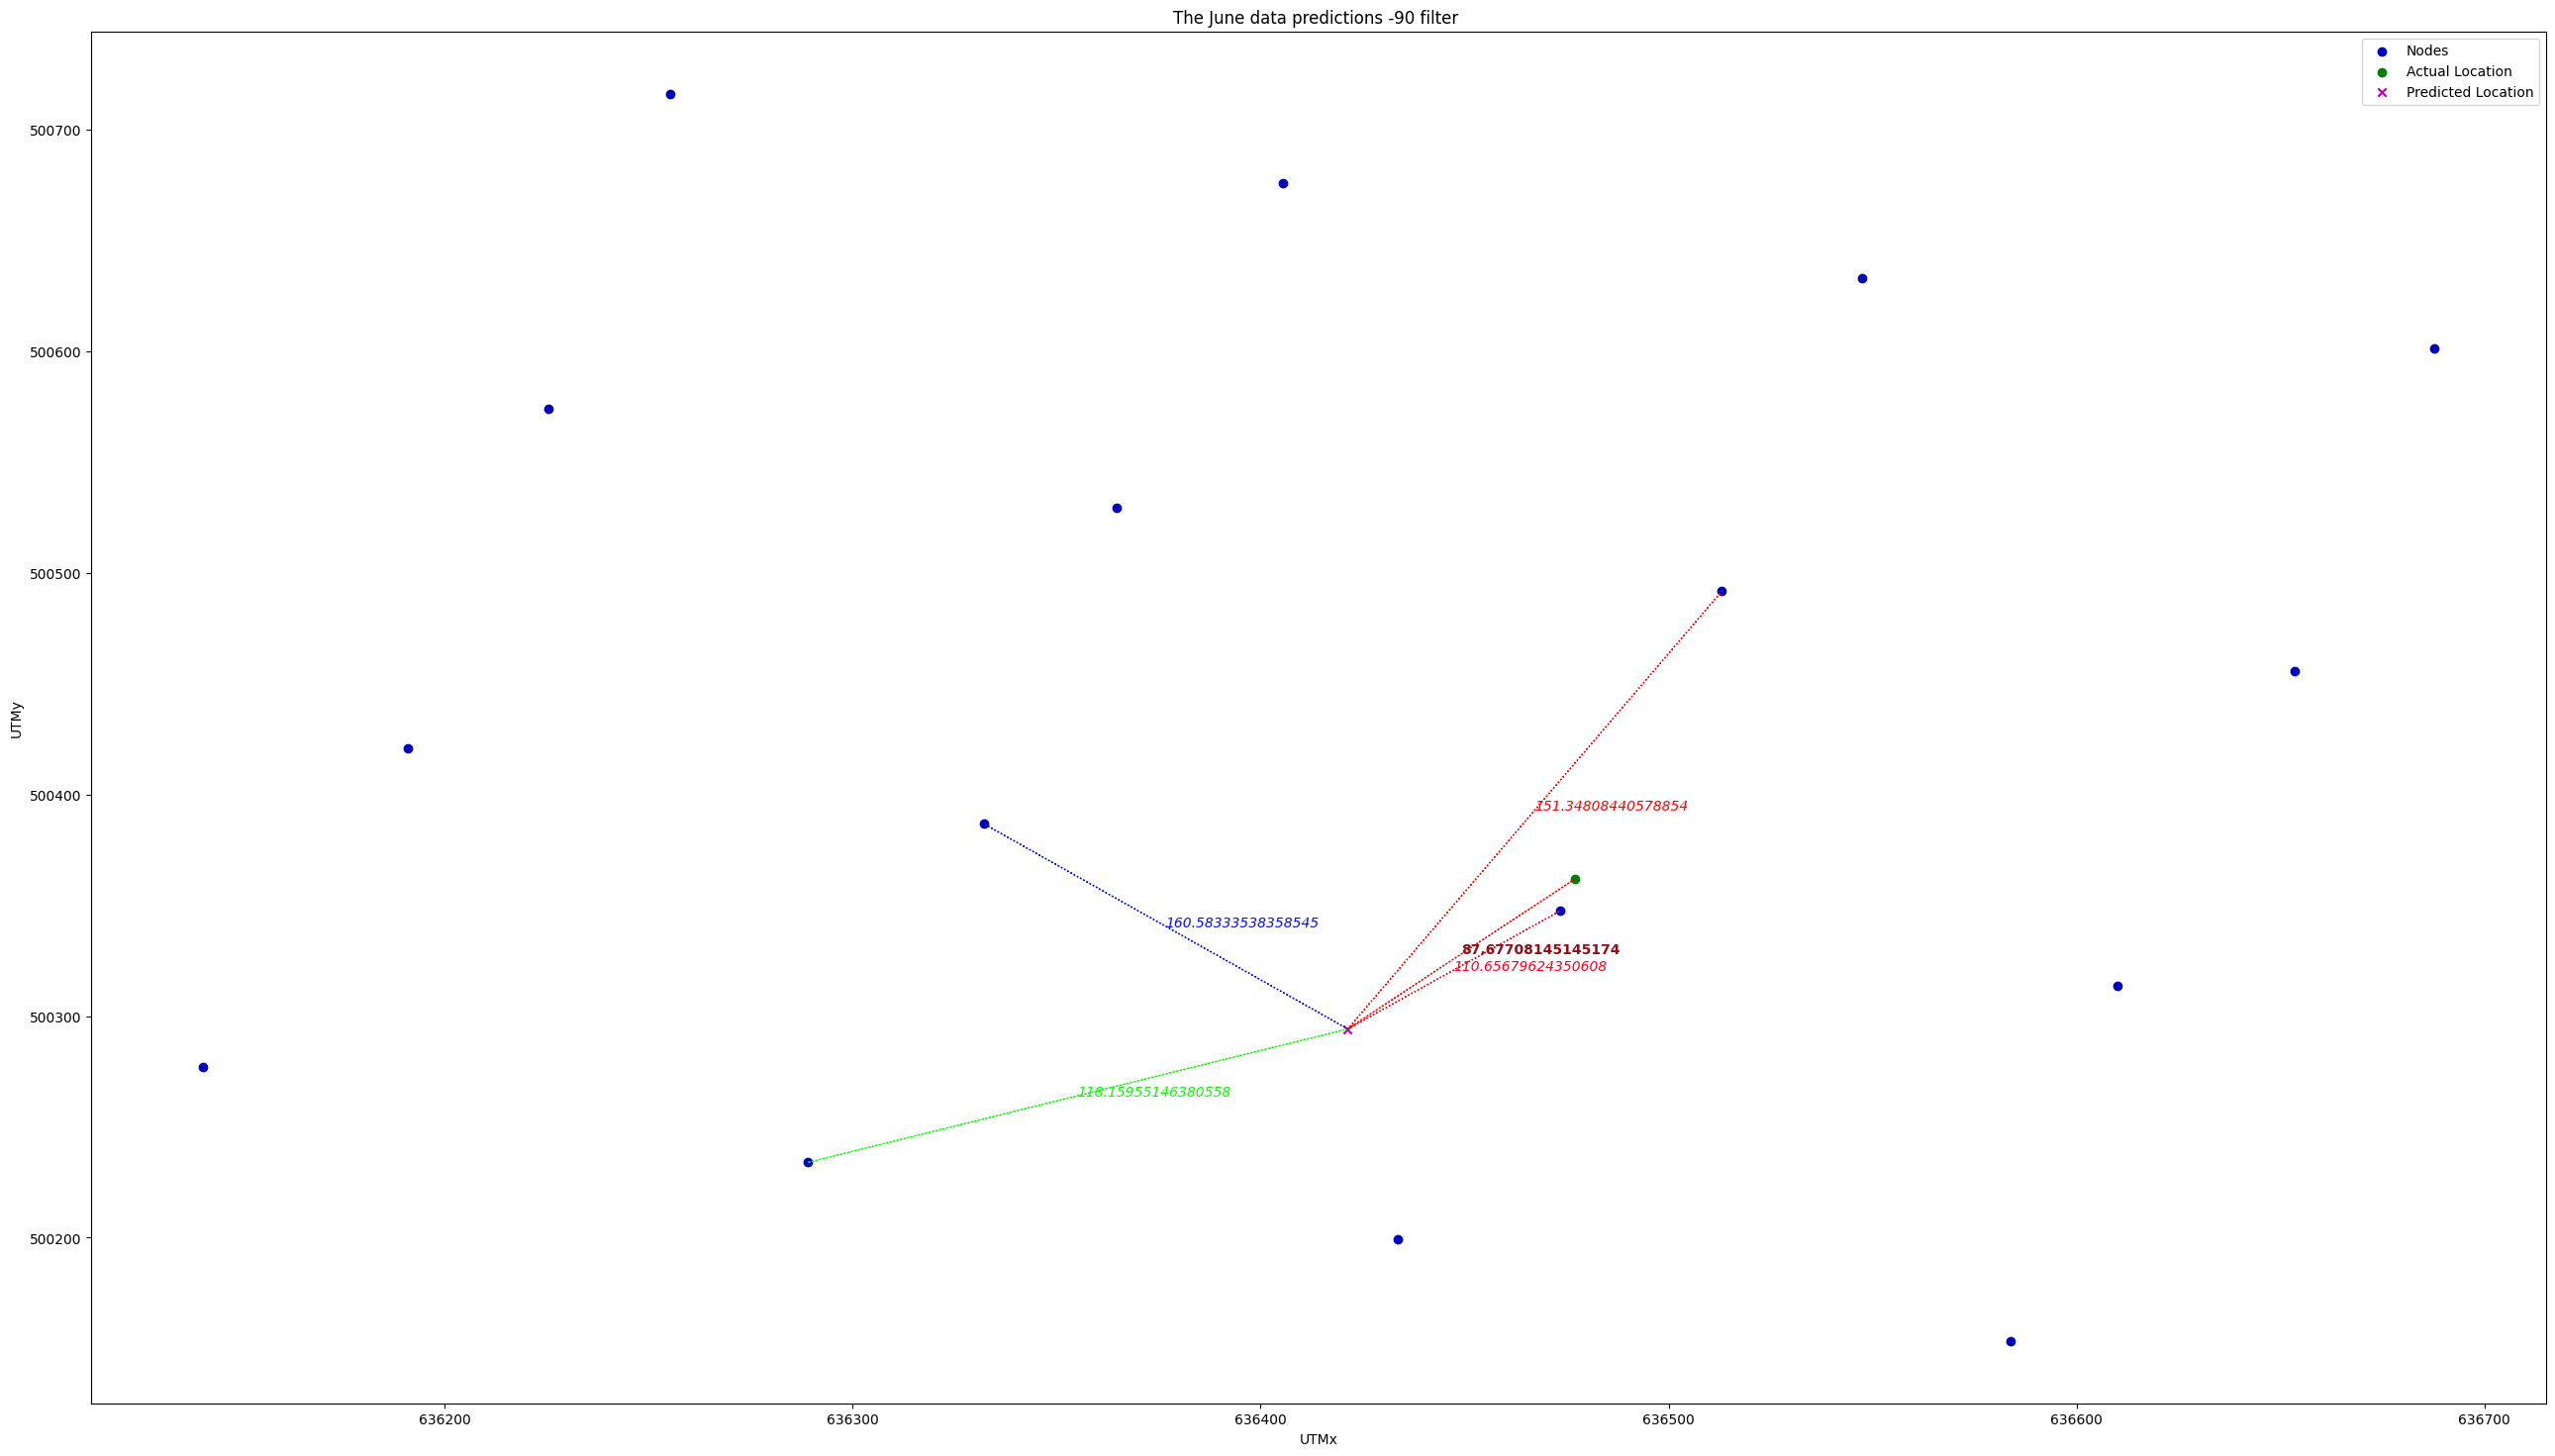 The June data predictions -90 filter
Nodes
Actual Location
Predicted Location
500700
500600
500500
500400
500300
500200
UTMy
151.34808440578854
160.58333538358545
87.67708145145174
110.65679624350608
118.15955146380558
636200
636300
636400
636500
636600
636700
UTMx